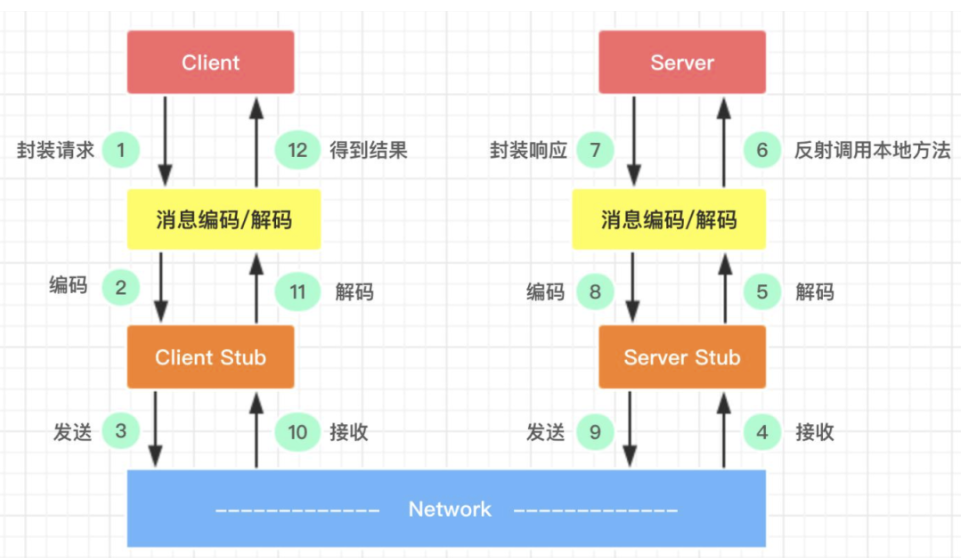 Client
Server
封装请求 1
12 得到结果
封装响应 7
6 反射调用本地方法
消息编码/解码
消息编码/解码
编码 2
11 解码
编码 8
5 解码
Client Stub
Server Stub
发送 3
10 接收
发送 9
4 接收
------------- Network -------------